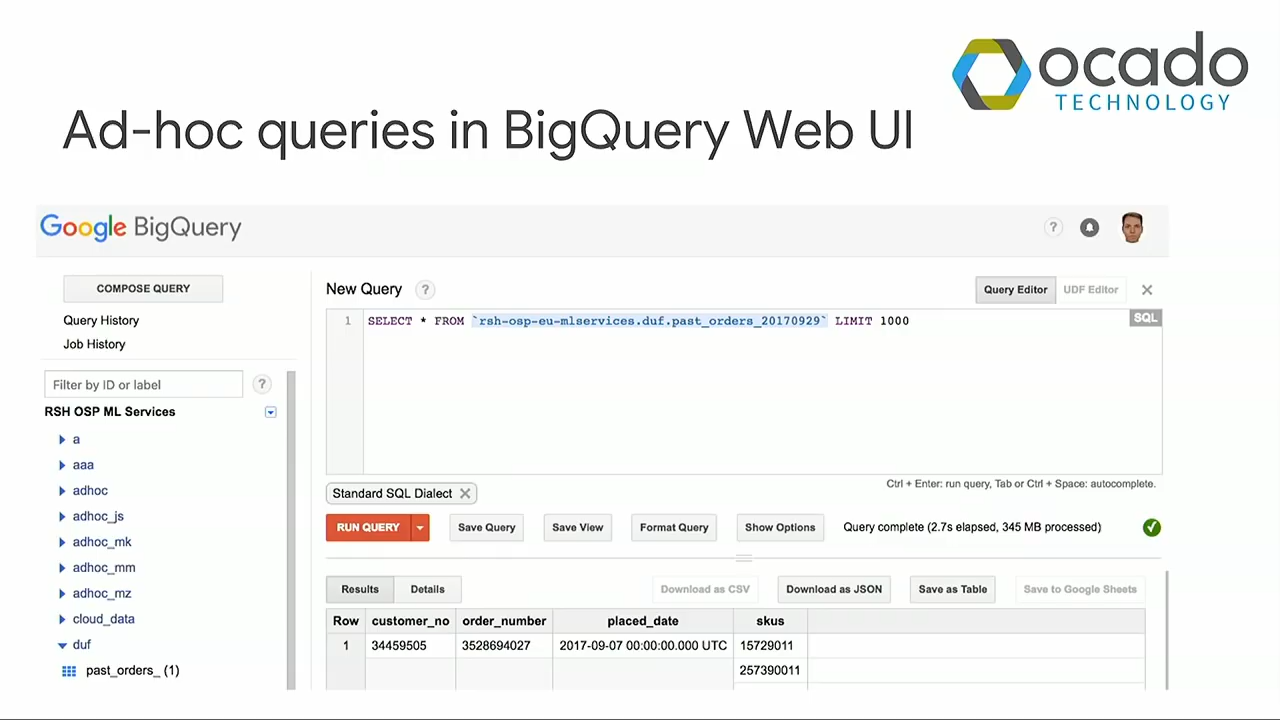 ocado
TECHNOLOGY
Ad-hoc queries in BigQuery Web UI
Google BigQuery
?
COMPOSE QUERY
Query History
Job History
Filter by ID or label
?
RSH OSP ML Services
a
aaa
adhoc
adhoc_js
adhoc_mk
adhoc_mm
adhoc_mz
cloud_data
duf
past_orders_ (1)
New Query ?
Query Editor UDF Editor
1 SELECT * FROM `rsh-osp-eu-mlservices.duf.past_orders_20170929` LIMIT 1000
SQL
Ctrl + Enter: run query, Tab or Ctrl + Space: autocomplete.
Standard SQL Dialect
RUN QUERY Save Query Save View Format Query Show Options Query complete (2.7s elapsed, 345 MB processed)
Results Details Download as CSV Download as JSON Save as Table Save to Google Sheets
Row customer_no order_number placed_date skus
1 34459505 3528694027 2017-09-07 00:00:00.000 UTC 15729011
257390011